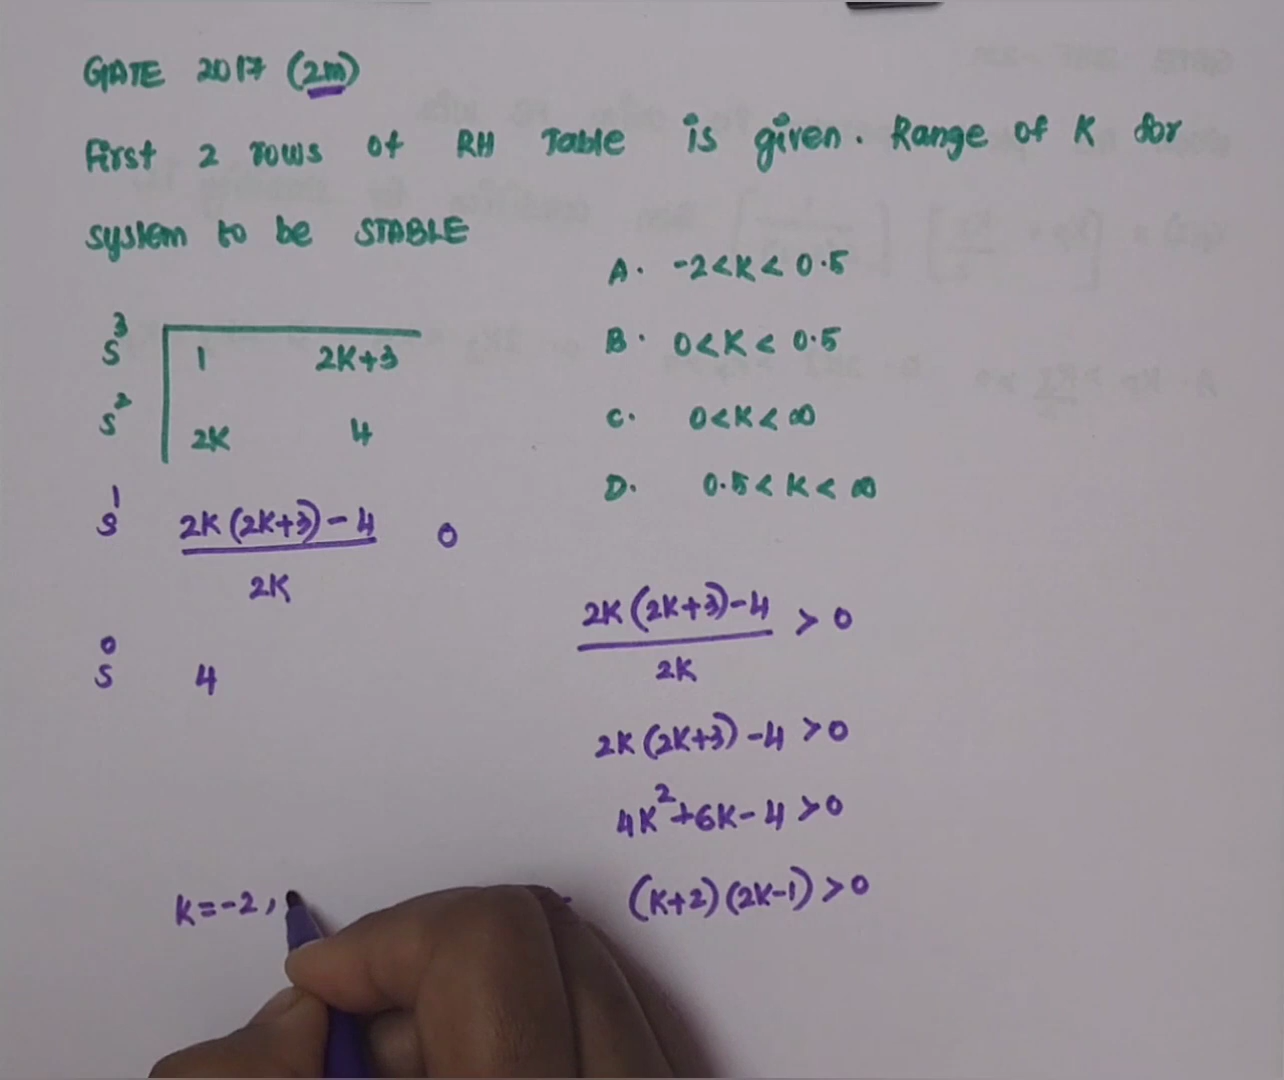 GATE 2017 (2m)
First 2 rows of RH Table is given. Range of K for
system to be STABLE
A. -2<K<0.5
B. 0<K<0.5
C. 0<K<∞
D. 0.5<K<∞
s³ 1 2K+3
s² 2K 4
s¹ 2K(2K+3)-4 0
2K
s⁰ 4
2K(2K+3)-4 >0
2K
2K(2K+3)-4>0
4K²+6K-4>0
(K+2)(2K-1)>0
K=-2,